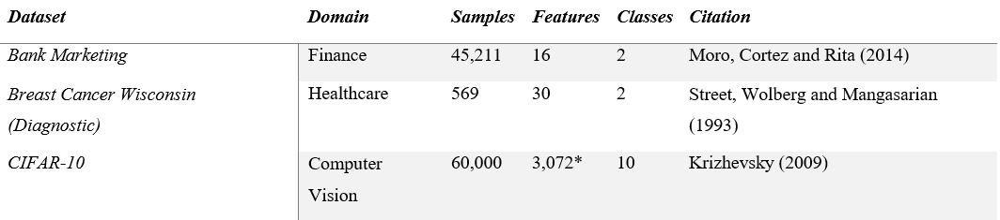 Dataset Domain Samples Features Classes Citation
Bank Marketing Finance 45,211 16 2 Moro, Cortez and Rita (2014)
Breast Cancer Wisconsin Healthcare 569 30 2 Street, Wolberg and Mangasarian
(Diagnostic) (1993)
CIFAR-10 Computer 60,000 3,072* 10 Krizhevsky (2009)
Vision